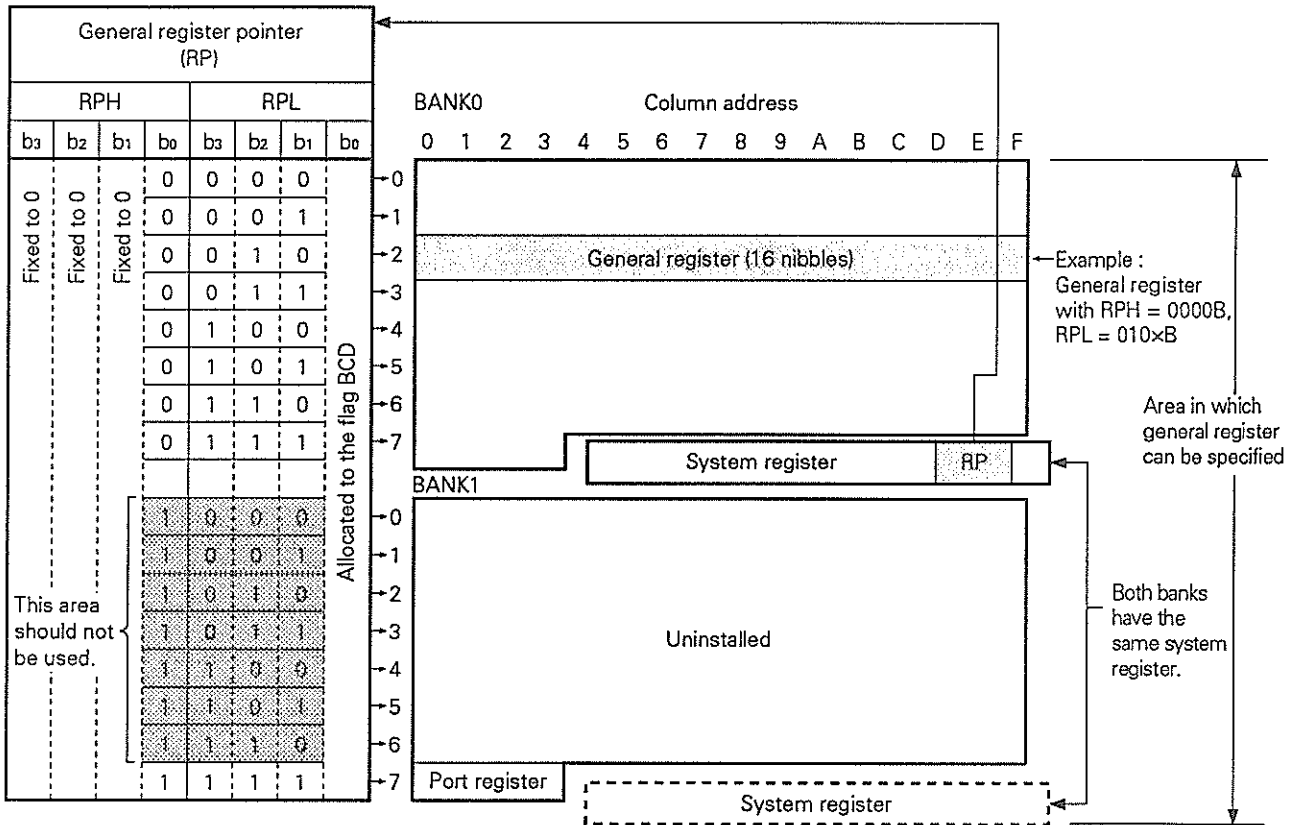 General register pointer
(RP)
RPH RPL
b3 b2 b1 b0 b3 b2 b1 b0
Fixed to 0
Fixed to 0
Fixed to 0
Allocated to the flag BCD
0 0 0 0
0 0 0 1
0 0 1 0
0 0 1 1
0 1 0 0
0 1 0 1
0 1 1 0
0 1 1 1
1 0 0 0
1 0 0 1
1 0 1 0
1 0 1 1
1 1 0 0
1 1 0 1
1 1 1 0
1 1 1 1
This area
should not
be used.
BANK0 Column address
0 1 2 3 4 5 6 7 8 9 A B C D E F
0
1
2
3
4
5
6
7
General register (16 nibbles)
System register RP
BANK1
0
1
2
3
4
5
6
7
Uninstalled
Port register
System register
Example :
General register
with RPH = 0000B,
RPL = 010×B
Area in which
general register
can be specified
Both banks
have the
same system
register.